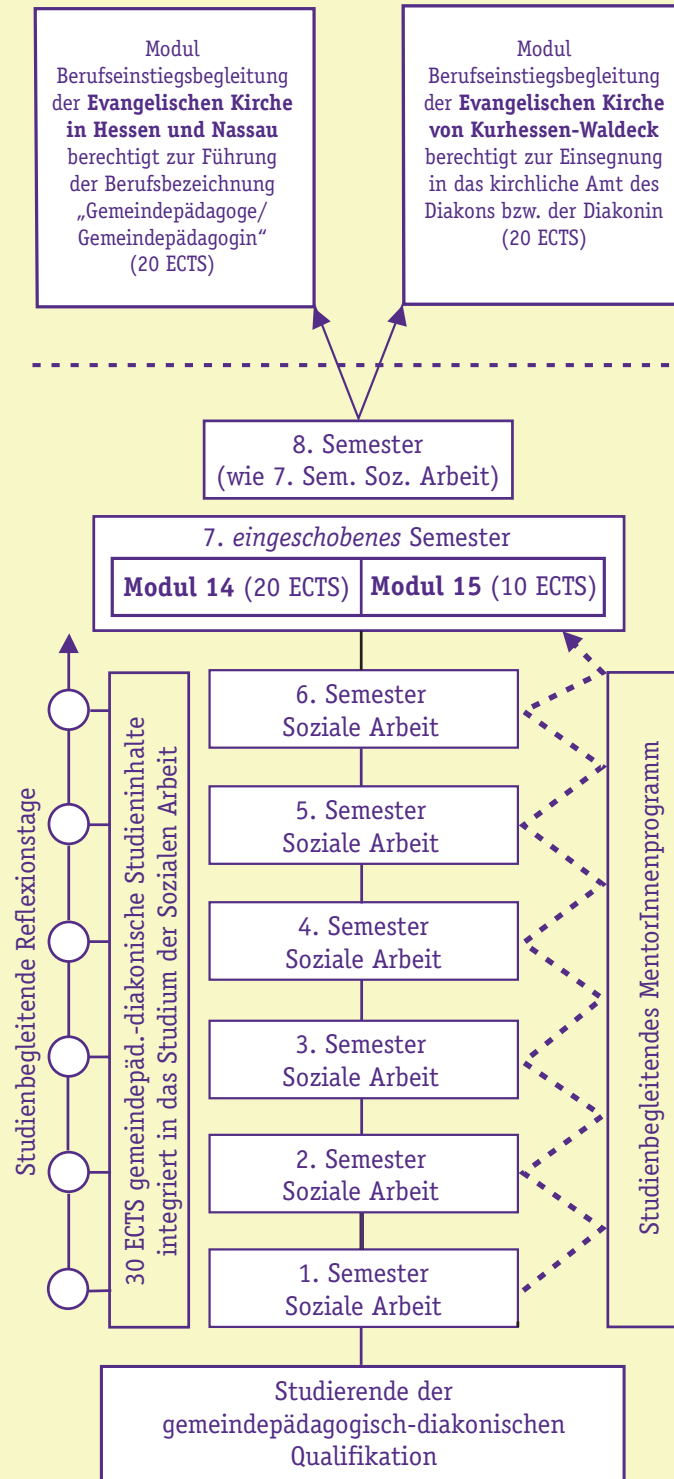 Modul
Berufseinstiegsbegleitung
der Evangelischen Kirche
in Hessen und Nassau
berechtigt zur Führung
der Berufsbezeichnung
„Gemeindepädagoge/
Gemeindepädagogin“
(20 ECTS)
Modul
Berufseinstiegsbegleitung
der Evangelischen Kirche
von Kurhessen-Waldeck
berechtigt zur Einsegnung
in das kirchliche Amt des
Diakons bzw. der Diakonin
(20 ECTS)
8. Semester
(wie 7. Sem. Soz. Arbeit)
7. eingeschobenes Semester
Modul 14 (20 ECTS)
Modul 15 (10 ECTS)
Studienbegleitende Reflexionstage
30 ECTS gemeindepäd.-diakonische Studieninhalte
integriert in das Studium der Sozialen Arbeit
6. Semester
Soziale Arbeit
5. Semester
Soziale Arbeit
4. Semester
Soziale Arbeit
3. Semester
Soziale Arbeit
2. Semester
Soziale Arbeit
1. Semester
Soziale Arbeit
Studienbegleitendes MentorInnenprogramm
Studierende der
gemeindepädagogisch-diakonischen
Qualifikation